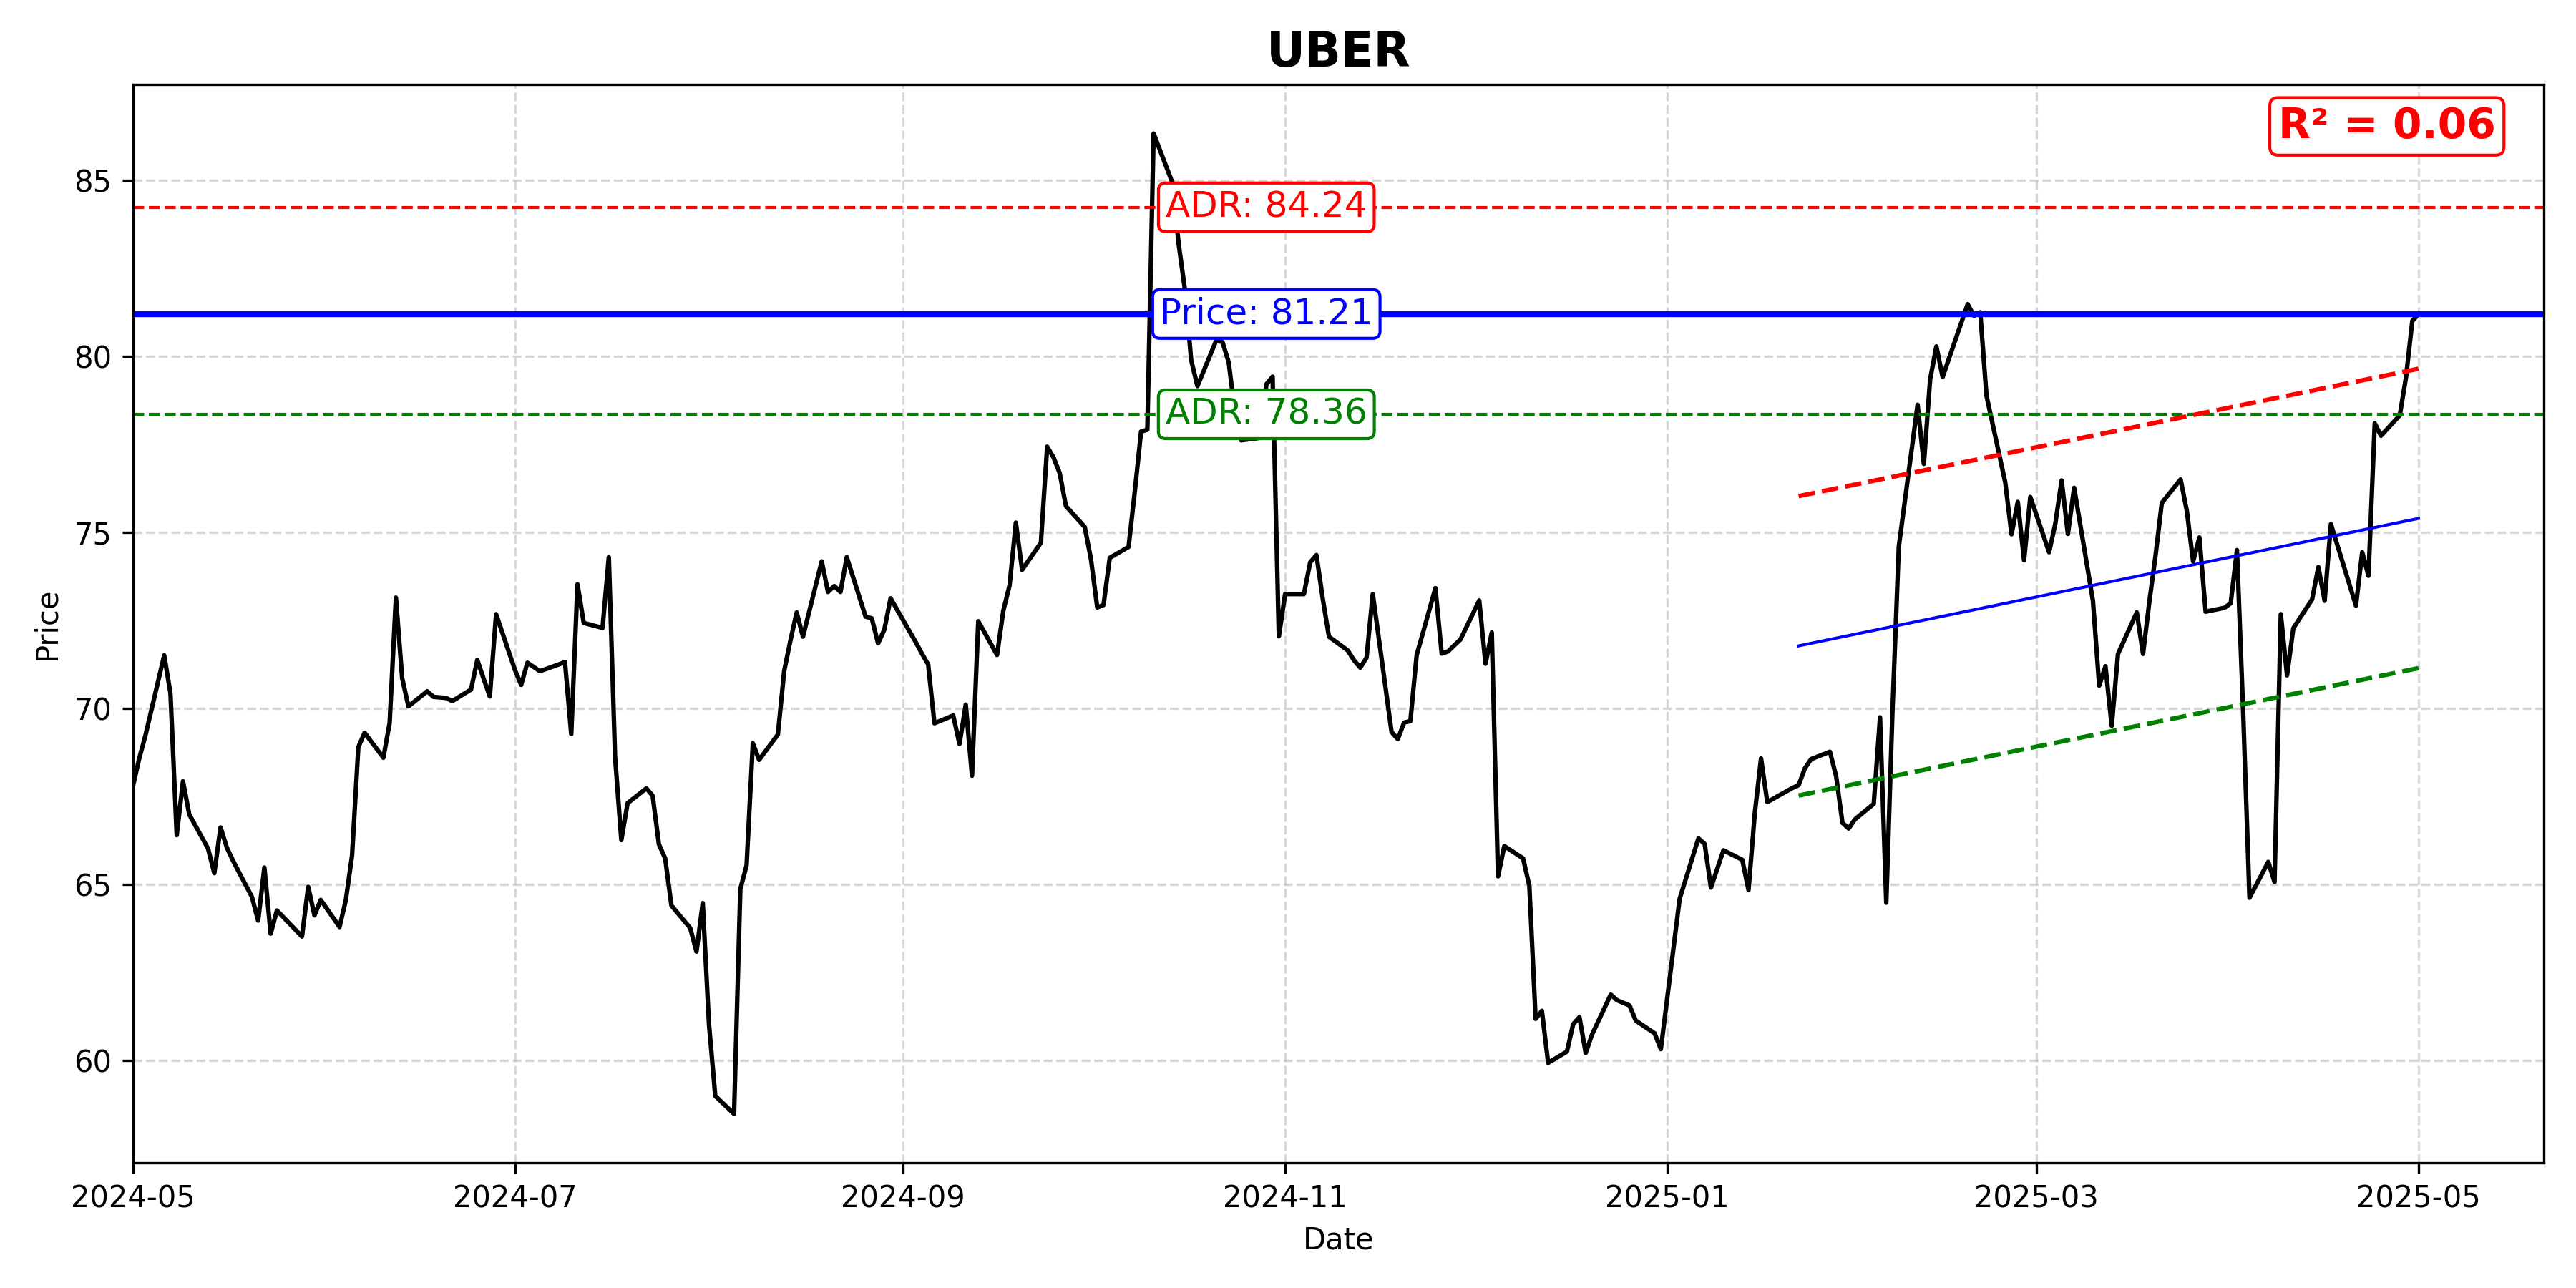 UBER
R² = 0.06
85
ADR: 84.24
Price: 81.21
80
ADR: 78.36
75
Price
70
65
60
2024-05 2024-07 2024-09 2024-11 2025-01 2025-03 2025-05
Date